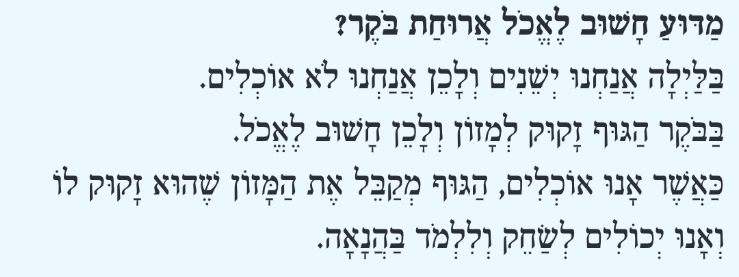 מַדּוּעַ חָשׁוּב לֶאֱכֹל אֲרוּחַת בֹּקֶר?
בַּלַּיְלָה אֲנַחְנוּ יְשֵׁנִים וְלָכֵן אֲנַחְנוּ לֹא אוֹכְלִים.
בַּבֹּקֶר הַגּוּף זָקוּק לְמָזוֹן וְלָכֵן חָשׁוּב לֶאֱכֹל.
כַּאֲשֶׁר אָנוּ אוֹכְלִים, הַגּוּף מְקַבֵּל אֶת הַמָּזוֹן שֶׁהוּא זָקוּק לוֹ
וְאָנוּ יְכוֹלִים לְשַׂחֵק וְלִלְמֹד בַּהֲנָאָה.